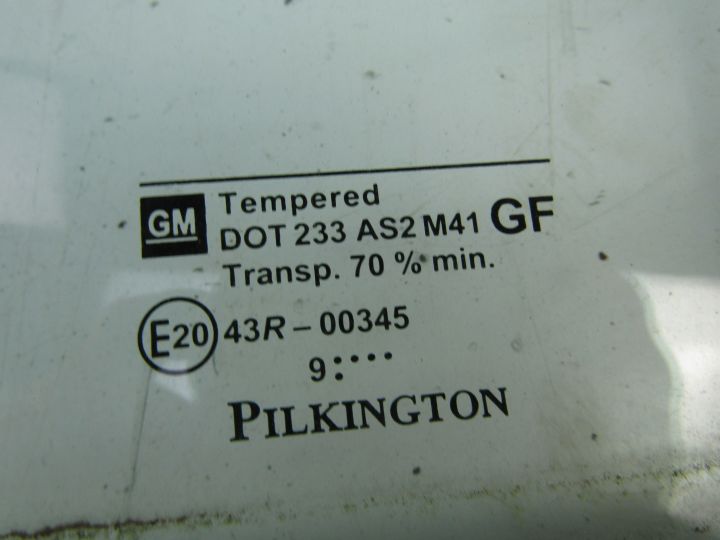 GM Tempered
DOT 233 AS2 M41 GF
Transp. 70 % min.
E20 43R – 00345
9:····
PILKINGTON